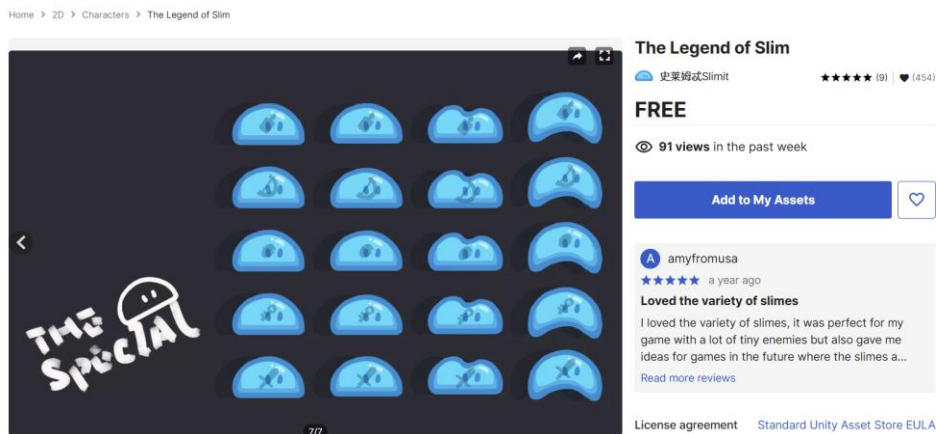 Home > 2D > Characters > The Legend of Slim
The Legend of Slim
史莱姆忒Slimit
★★★★★ (9) | ♥ (454)
FREE
91 views in the past week
Add to My Assets
A amyfromusa
★★★★★ a year ago
Loved the variety of slimes
I loved the variety of slimes, it was perfect for my
game with a lot of tiny enemies but also gave me
ideas for games in the future where the slimes a...
Read more reviews
License agreement Standard Unity Asset Store EULA
THE
SPECIAL
7/7